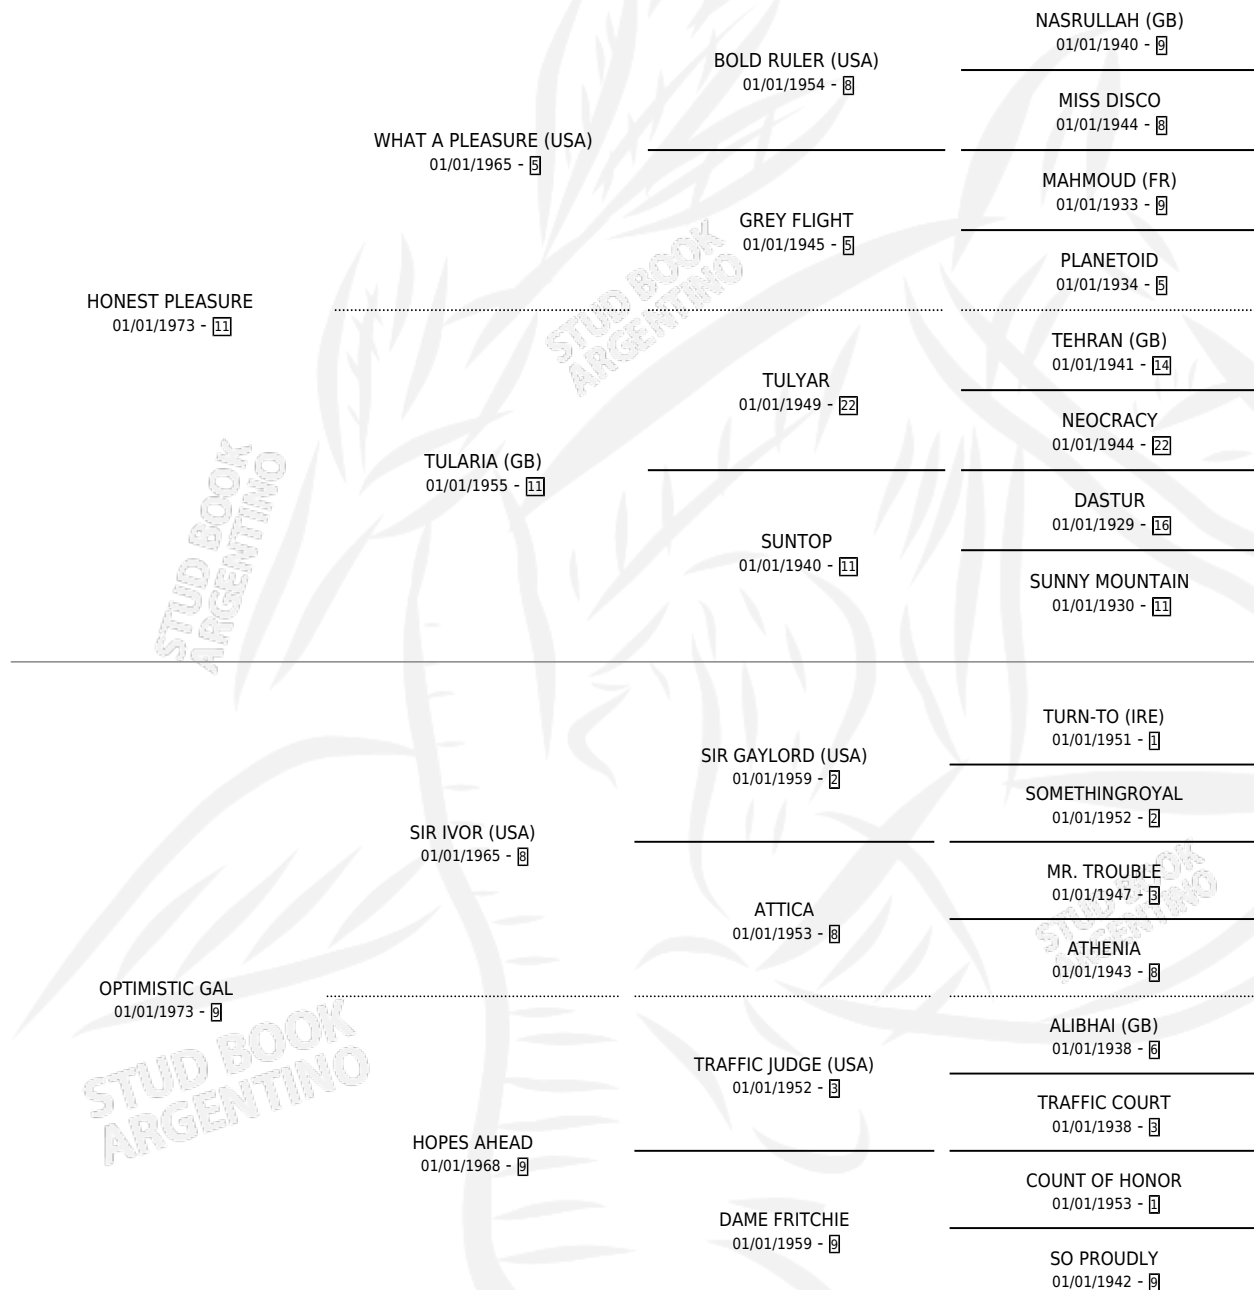 NASRULLAH (GB)
01/01/1940 - 9
BOLD RULER (USA)
01/01/1954 - 8
MISS DISCO
01/01/1944 - 8
WHAT A PLEASURE (USA)
01/01/1965 - 5
MAHMOUD (FR)
01/01/1933 - 9
GREY FLIGHT
01/01/1945 - 5
PLANETOID
01/01/1934 - 5
HONEST PLEASURE
01/01/1973 - 11
TEHRAN (GB)
01/01/1941 - 14
TULYAR
01/01/1949 - 22
NEOCRACY
01/01/1944 - 22
TULARIA (GB)
01/01/1955 - 11
DASTUR
01/01/1929 - 16
SUNTOP
01/01/1940 - 11
SUNNY MOUNTAIN
01/01/1930 - 11
TURN-TO (IRE)
01/01/1951 - 1
SIR GAYLORD (USA)
01/01/1959 - 2
SOMETHINGROYAL
01/01/1952 - 2
SIR IVOR (USA)
01/01/1965 - 8
MR. TROUBLE
01/01/1947 - 3
ATTICA
01/01/1953 - 8
ATHENIA
01/01/1943 - 8
OPTIMISTIC GAL
01/01/1973 - 9
ALIBHAI (GB)
01/01/1938 - 6
TRAFFIC JUDGE (USA)
01/01/1952 - 3
TRAFFIC COURT
01/01/1938 - 3
HOPES AHEAD
01/01/1968 - 9
COUNT OF HONOR
01/01/1953 - 1
DAME FRITCHIE
01/01/1959 - 9
SO PROUDLY
01/01/1942 - 9
STUD BOOK
ARGENTINO
STUD BOOK
ARGENTINO
STUD BOOK
ARGENTINO
STUD BOOK
ARGENTINO